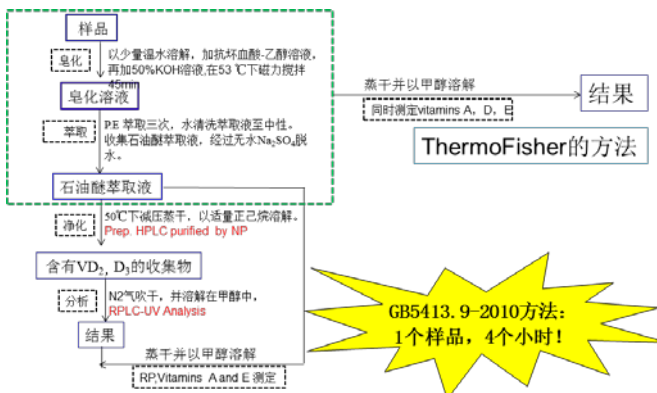 样品
皂化
以少量温水溶解，加抗坏血酸-乙醇溶液，
再加50%KOH溶液,在53 ℃下磁力搅拌
45min
皂化溶液
萃取
P.E 萃取三次，水清洗萃取液至中性。
收集石油醚萃取液，经过无水Na₂SO₄脱
水。
石油醚萃取液
净化
50℃下减压蒸干，以适量正己烷溶解。
Prep. HPLC purified by NP
含有VD₂, D₃的收集物
分析
N2气吹干，并溶解在甲醇中，
RPLC-UV Analysis
结果
蒸干并以甲醇溶解
RP,Vitamins A and E 测定
蒸干并以甲醇溶解
同时测定vitamins A，D，E
结果
ThermoFisher的方法
GB5413.9-2010方法：
1个样品，4个小时！